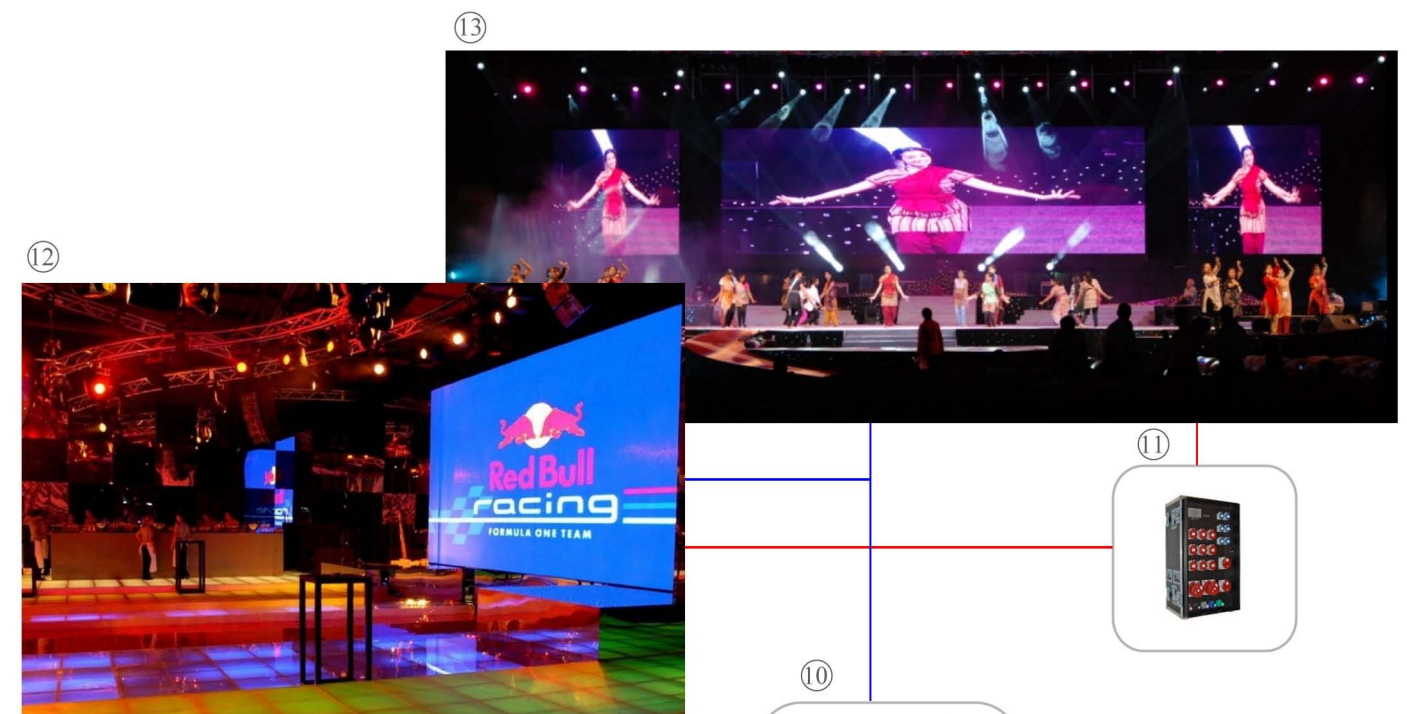 ⑬
⑫
Red Bull
racing
FORMULA ONE TEAM
⑪
⑩